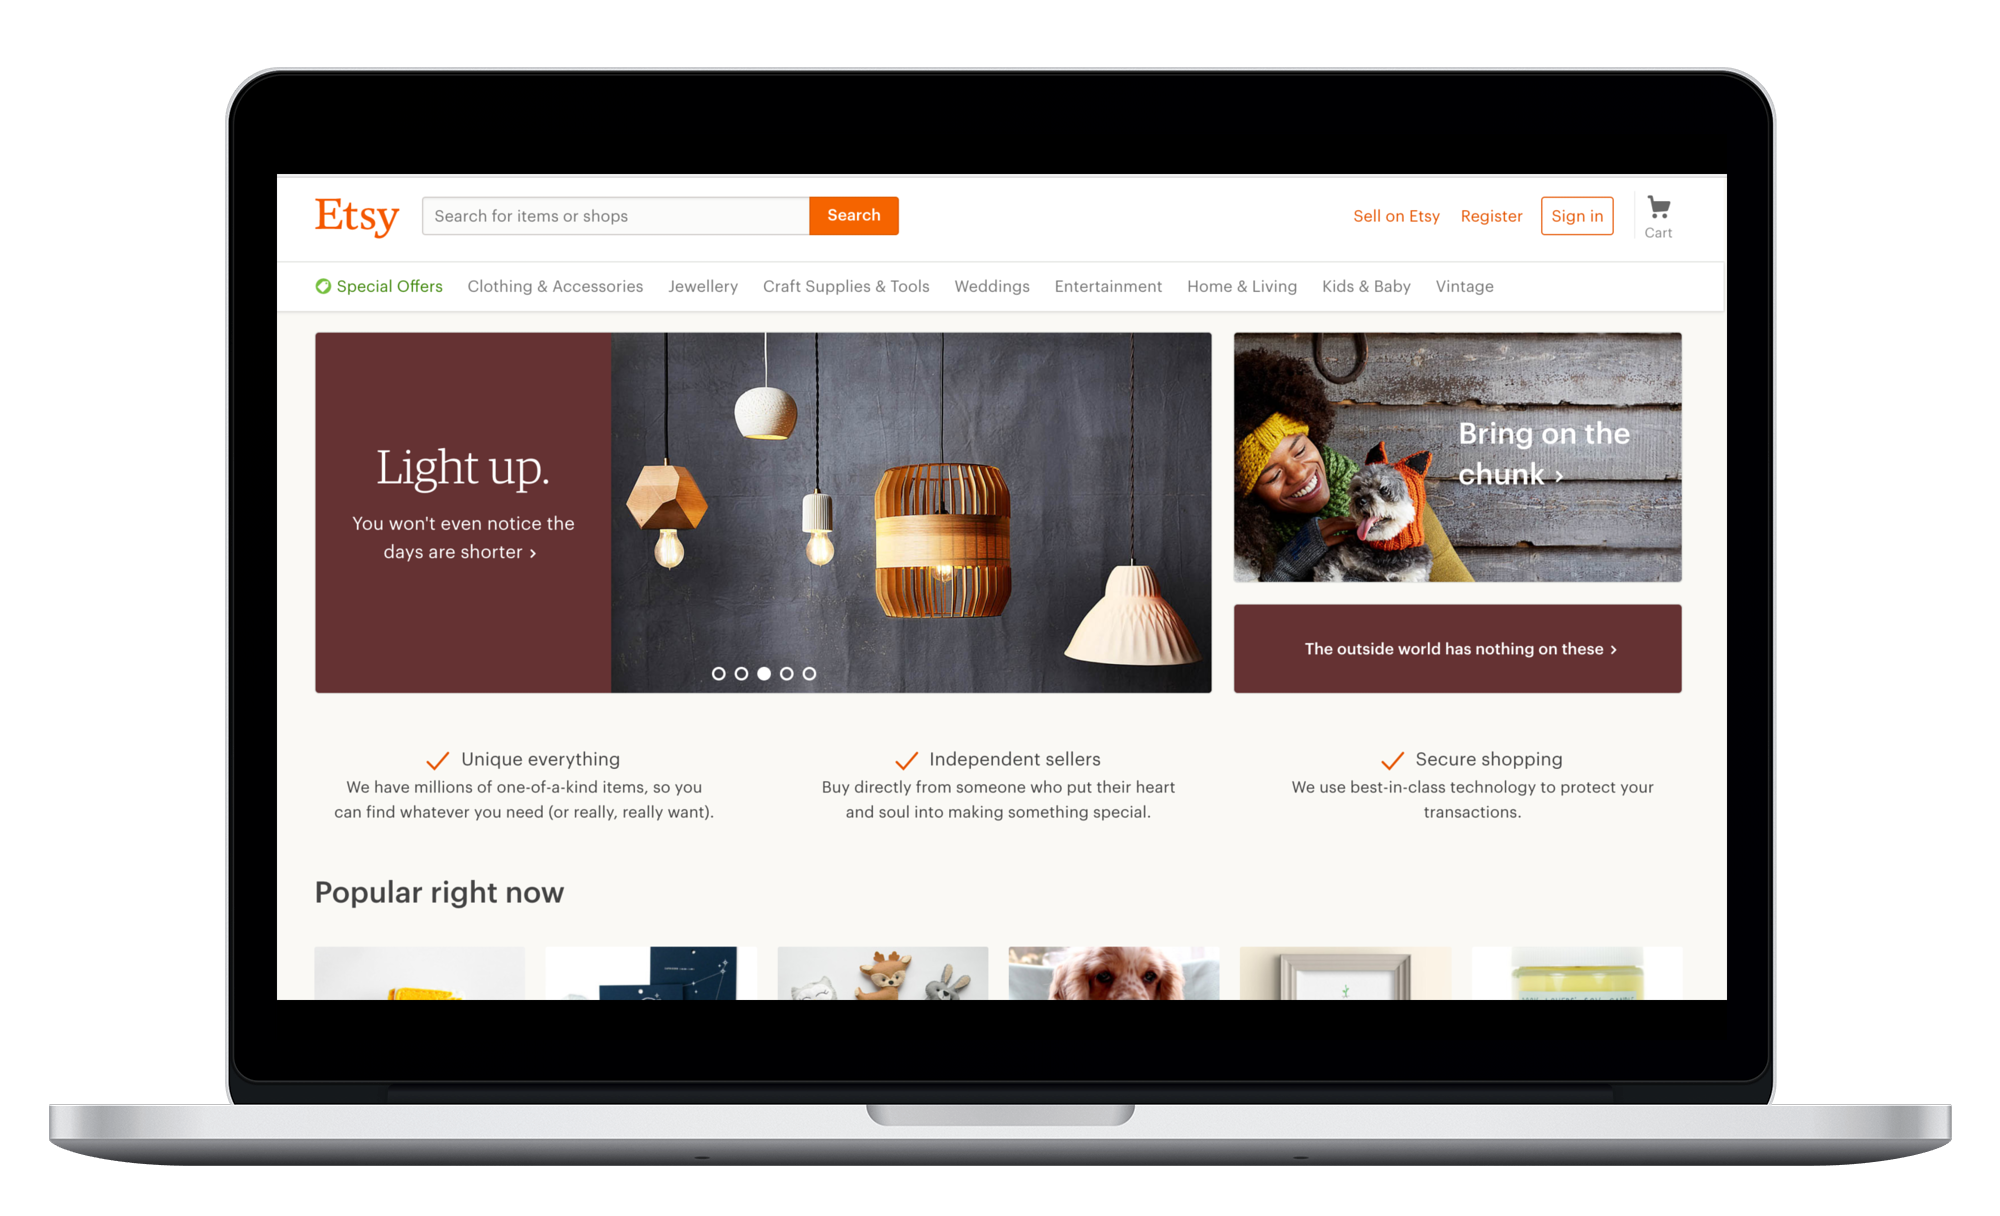 Etsy
Search for items or shops
Search
Sell on Etsy
Register
Sign in
Cart
Special Offers
Clothing & Accessories
Jewellery
Craft Supplies & Tools
Weddings
Entertainment
Home & Living
Kids & Baby
Vintage
Light up.
You won't even notice the
days are shorter ›
Bring on the
chunk ›
The outside world has nothing on these ›
Unique everything
We have millions of one-of-a-kind items, so you
can find whatever you need (or really, really want).
Independent sellers
Buy directly from someone who put their heart
and soul into making something special.
Secure shopping
We use best-in-class technology to protect your
transactions.
Popular right now